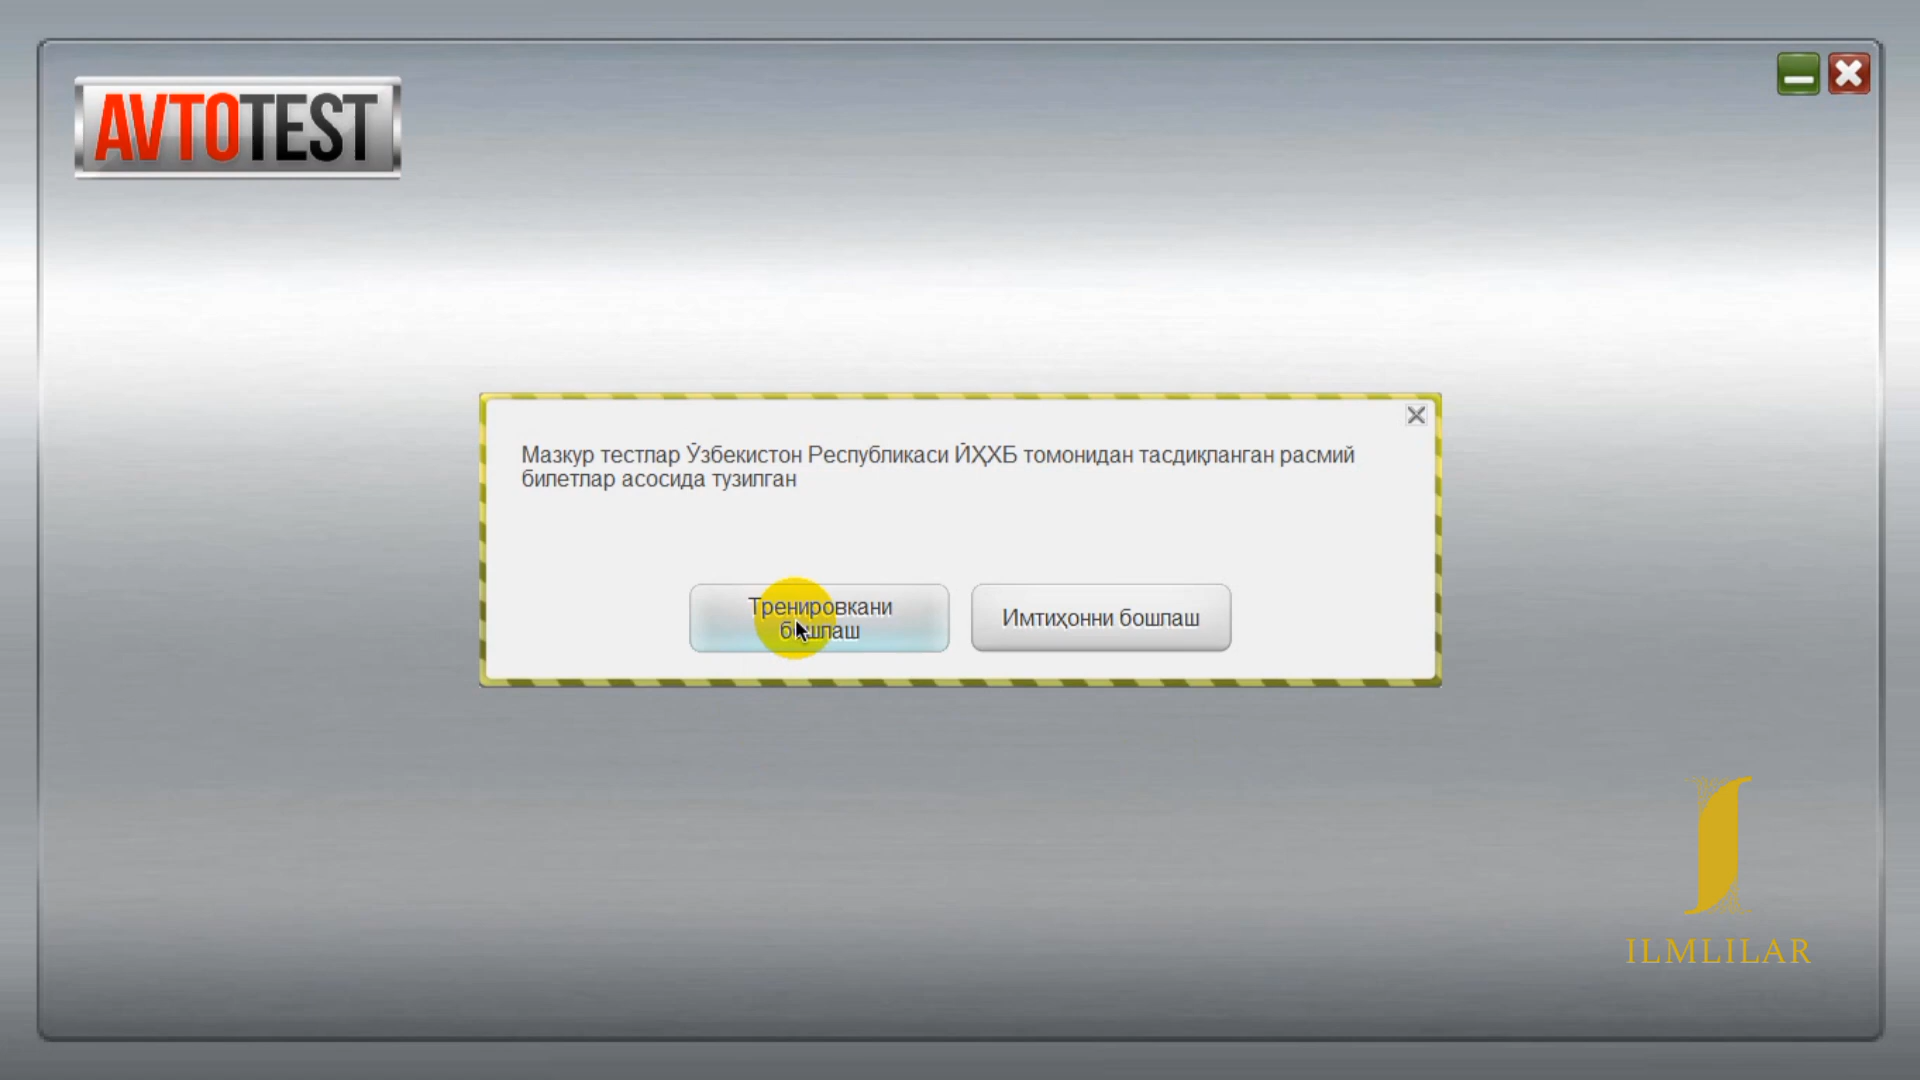 AVTOTEST
Мазкур тестлар Ўзбекистон Республикаси ЙҲХБ томонидан тасдиқланган расмий
билетлар асосида тузилган
Тренировкани
бошлаш
Имтиҳонни бошлаш
ILMLILAR